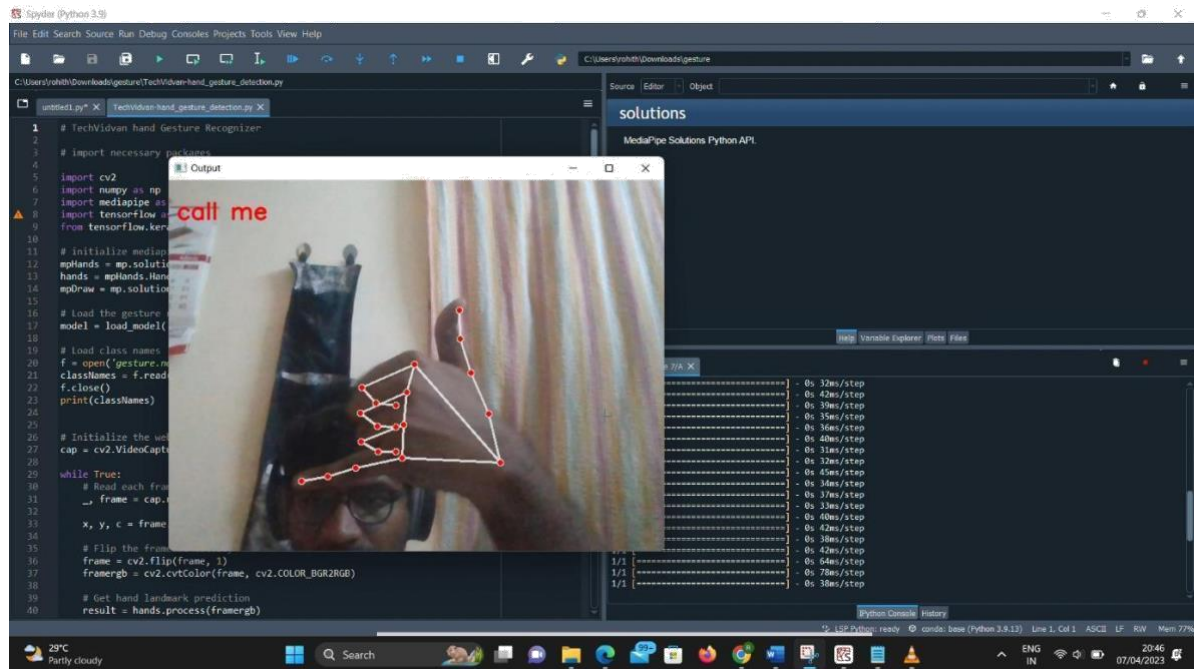 Spyder (Python 3.9)
File Edit Search Source Run Debug Consoles Projects Tools View Help
C:\Users\rohith\Downloads\gesture
C:\Users\rohith\Downloads\gesture\TechVidvan-hand_gesture_detection.py
untitled1.py* X TechVidvan-hand_gesture_detection.py X
1 # TechVidvan hand Gesture Recognizer
2
3 # import necessary packages
4
5 import cv2
6 import numpy as np
7 import mediapipe as
8 import tensorflow a
9 from tensorflow.ker
10
11 # initialize mediap
12 mpHands = mp.soluti
13 hands = mpHands.Han
14 mpDraw = mp.solutio
15
16 # Load the gesture
17 model = load_model(
18
19 # Load class names
20 f = open('gesture.n
21 classNames = f.read
22 f.close()
23 print(classNames)
24
25
26 # Initialize the we
27 cap = cv2.VideoCapt
28
29 while True:
30 # Read each fra
31 _, frame = cap.
32
33 x, y, c = frame
34
35 # Flip the fram
36 frame = cv2.flip(frame, 1)
37 framergb = cv2.cvtColor(frame, cv2.COLOR_BGR2RGB)
38
39 # Get hand landmark prediction
40 result = hands.process(framergb)
Output
call me
Source Editor Object
solutions
MediaPipe Solutions Python API.
Help Variable Explorer Plots Files
7/A X
] - 0s 32ms/step
] - 0s 42ms/step
] - 0s 39ms/step
] - 0s 35ms/step
] - 0s 36ms/step
] - 0s 40ms/step
] - 0s 31ms/step
] - 0s 32ms/step
] - 0s 45ms/step
] - 0s 34ms/step
] - 0s 37ms/step
] - 0s 33ms/step
] - 0s 40ms/step
] - 0s 42ms/step
] - 0s 38ms/step
] - 0s 42ms/step
1/1 [==============================] - 0s 64ms/step
1/1 [==============================] - 0s 78ms/step
1/1 [==============================] - 0s 38ms/step
IPython Console History
LSP Python: ready conda: base (Python 3.9.13) Line 1, Col 1 ASCII LF RW Mem 77%
29°C
Partly cloudy
Search
99+
ENG
IN
20:46
07/04/2023